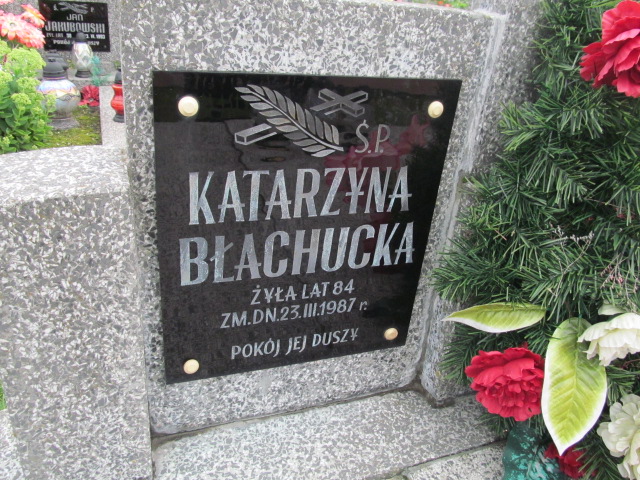 JAN
JAKUBOWSKI
Ś.P.
KATARZYNA
BŁACHUCKA
ŻYŁA LAT 84
ZM. DN. 23. III. 1987 r.
POKÓJ JEJ DUSZY